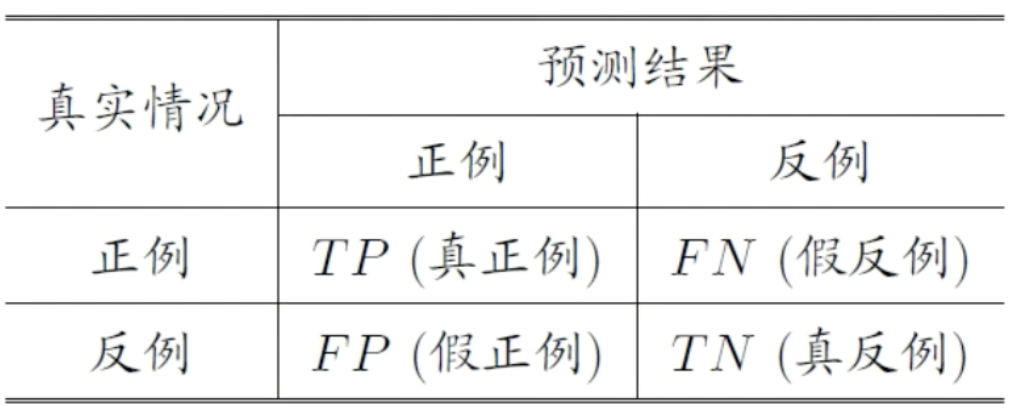 真实情况
预测结果
正例 反例
正例 TP (真正例) FN (假反例)
反例 FP (假正例) TN (真反例)